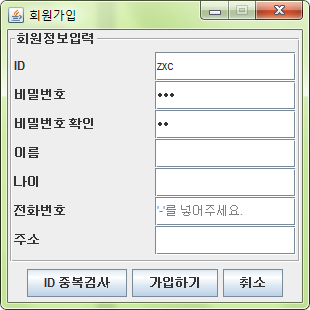 회원가입
회원정보입력
ID zxc
비밀번호 •••
비밀번호 확인 ••
이름
나이
전화번호 '-'를 넣어주세요.
주소
ID 중복검사 가입하기 취소